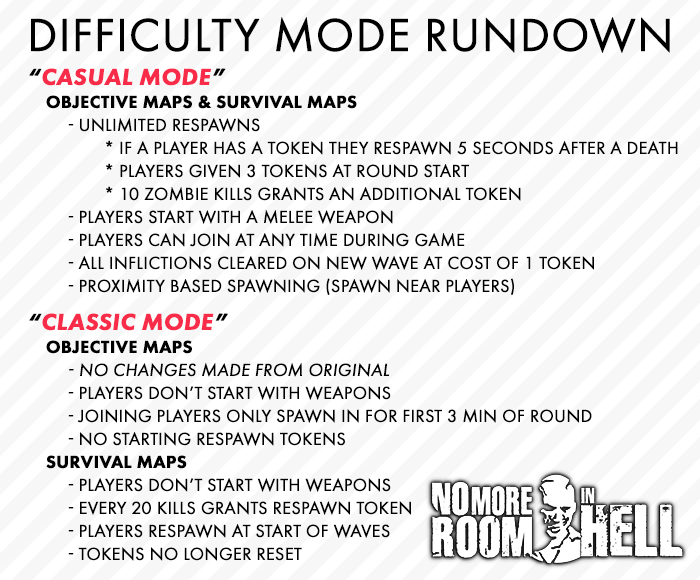 DIFFICULTY MODE RUNDOWN
“CASUAL MODE”
OBJECTIVE MAPS & SURVIVAL MAPS
- UNLIMITED RESPAWNS
* IF A PLAYER HAS A TOKEN THEY RESPAWN 5 SECONDS AFTER A DEATH
* PLAYERS GIVEN 3 TOKENS AT ROUND START
* 10 ZOMBIE KILLS GRANTS AN ADDITIONAL TOKEN
- PLAYERS START WITH A MELEE WEAPON
- PLAYERS CAN JOIN AT ANY TIME DURING GAME
- ALL INFLICTIONS CLEARED ON NEW WAVE AT COST OF 1 TOKEN
- PROXIMITY BASED SPAWNING (SPAWN NEAR PLAYERS)
“CLASSIC MODE”
OBJECTIVE MAPS
- NO CHANGES MADE FROM ORIGINAL
- PLAYERS DON’T START WITH WEAPONS
- JOINING PLAYERS ONLY SPAWN IN FOR FIRST 3 MIN OF ROUND
- NO STARTING RESPAWN TOKENS
SURVIVAL MAPS
- PLAYERS DON’T START WITH WEAPONS
- EVERY 20 KILLS GRANTS RESPAWN TOKEN
- PLAYERS RESPAWN AT START OF WAVES
- TOKENS NO LONGER RESET
NO MORE
ROOM
IN
HELL